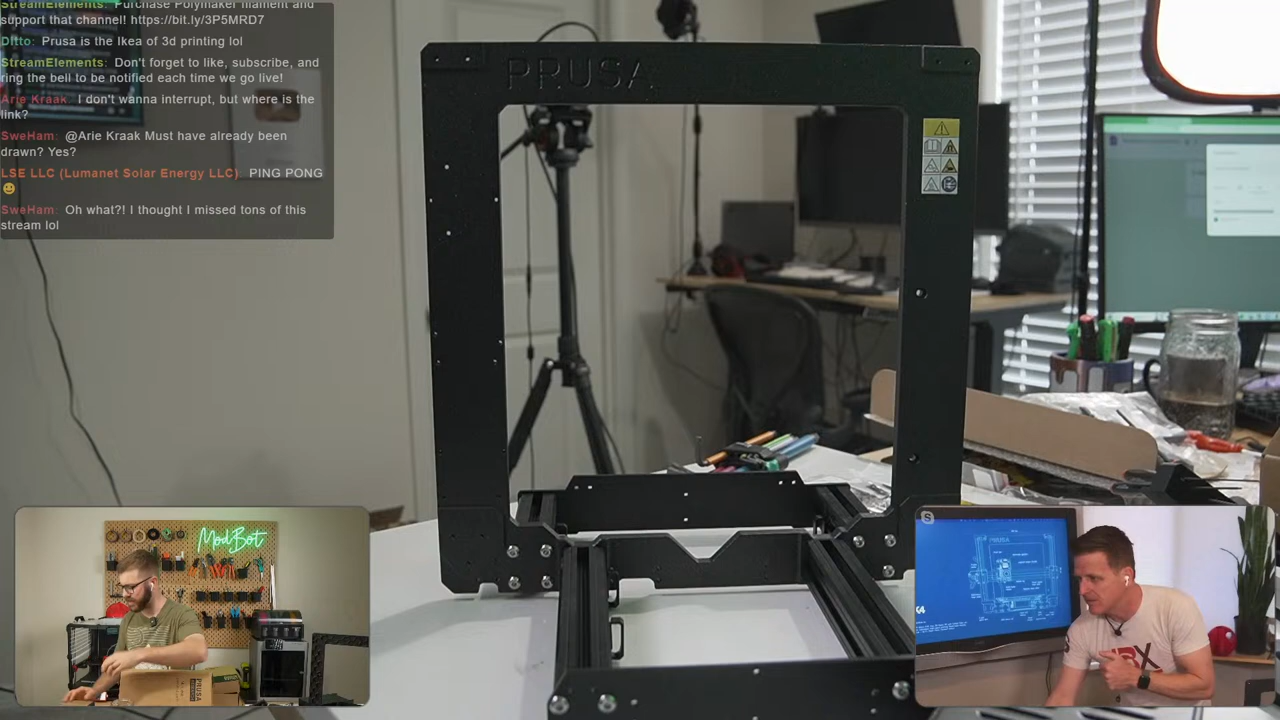 StreamElements: Purchase Polymaker filament and
support that channel! https://bit.ly/3P5MRD7
DItto: Prusa is the Ikea of 3d printing lol
StreamElements: Don't forget to like, subscribe, and
ring the bell to be notified each time we go live!
Arie Kraak: I don't wanna interrupt, but where is the
link?
SweHam: @Arie Kraak Must have already been
drawn? Yes?
LSE LLC (Lumanet Solar Energy LLC): PING PONG
SweHam: Oh what?! I thought I missed tons of this
stream lol
PRUSA
ModBot
PRUSA
PRUSA